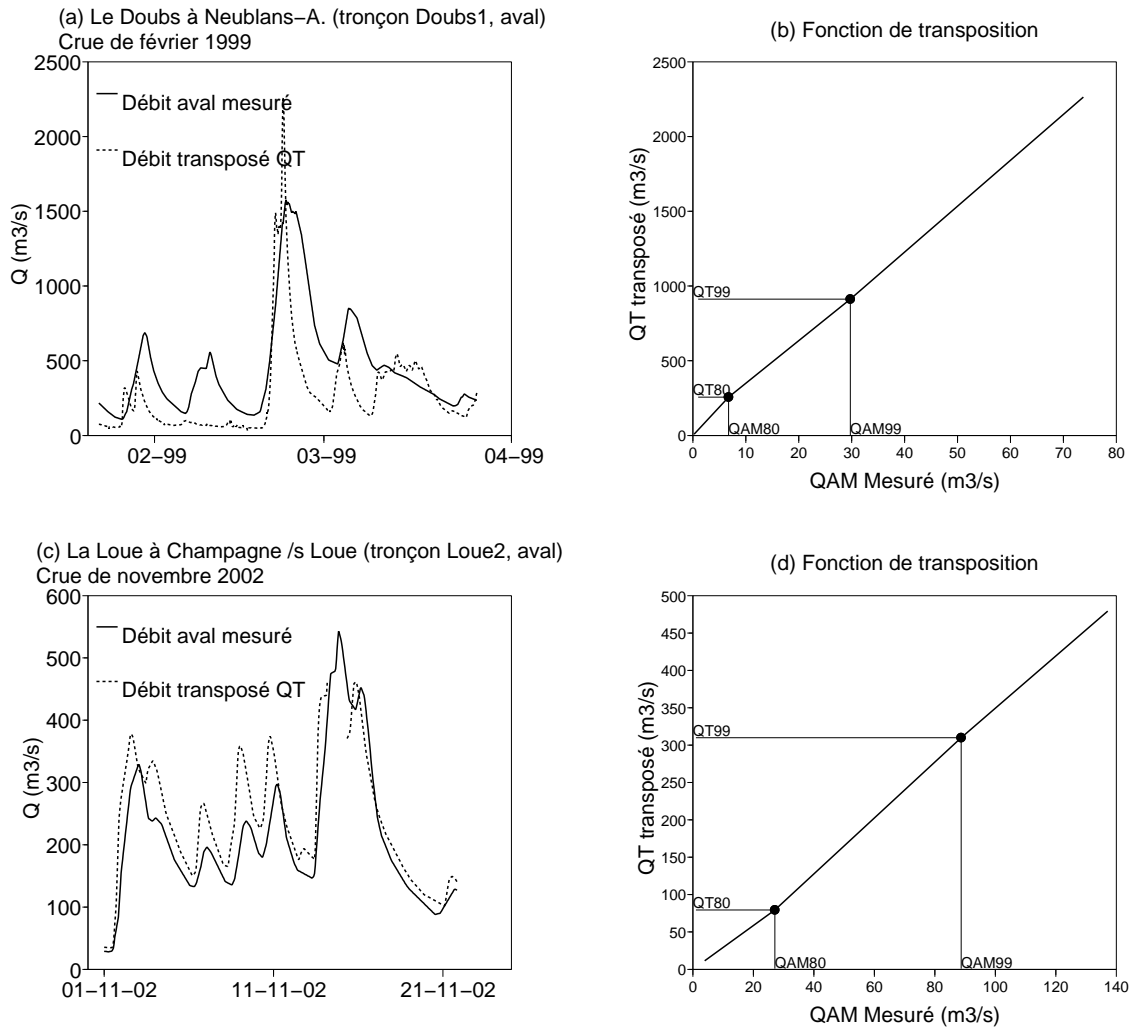 (a) Le Doubs à Neublans−A. (tronçon Doubs1, aval)
Crue de février 1999
2500
2000
1500
1000
500
0
Q (m3/s)
Débit aval mesuré
Débit transposé QT
02−99
03−99
04−99
(b) Fonction de transposition
2500
2000
1500
1000
500
0
QT transposé (m3/s)
QT99
QT80
QAM80
QAM99
0
10
20
30
40
50
60
70
80
QAM Mesuré (m3/s)
(c) La Loue à Champagne /s Loue (tronçon Loue2, aval)
Crue de novembre 2002
600
500
400
300
200
100
0
Q (m3/s)
Débit aval mesuré
Débit transposé QT
01−11−02
11−11−02
21−11−02
(d) Fonction de transposition
500
450
400
350
300
250
200
150
100
50
0
QT transposé (m3/s)
QT99
QT80
QAM80
QAM99
0
20
40
60
80
100
120
140
QAM Mesuré (m3/s)